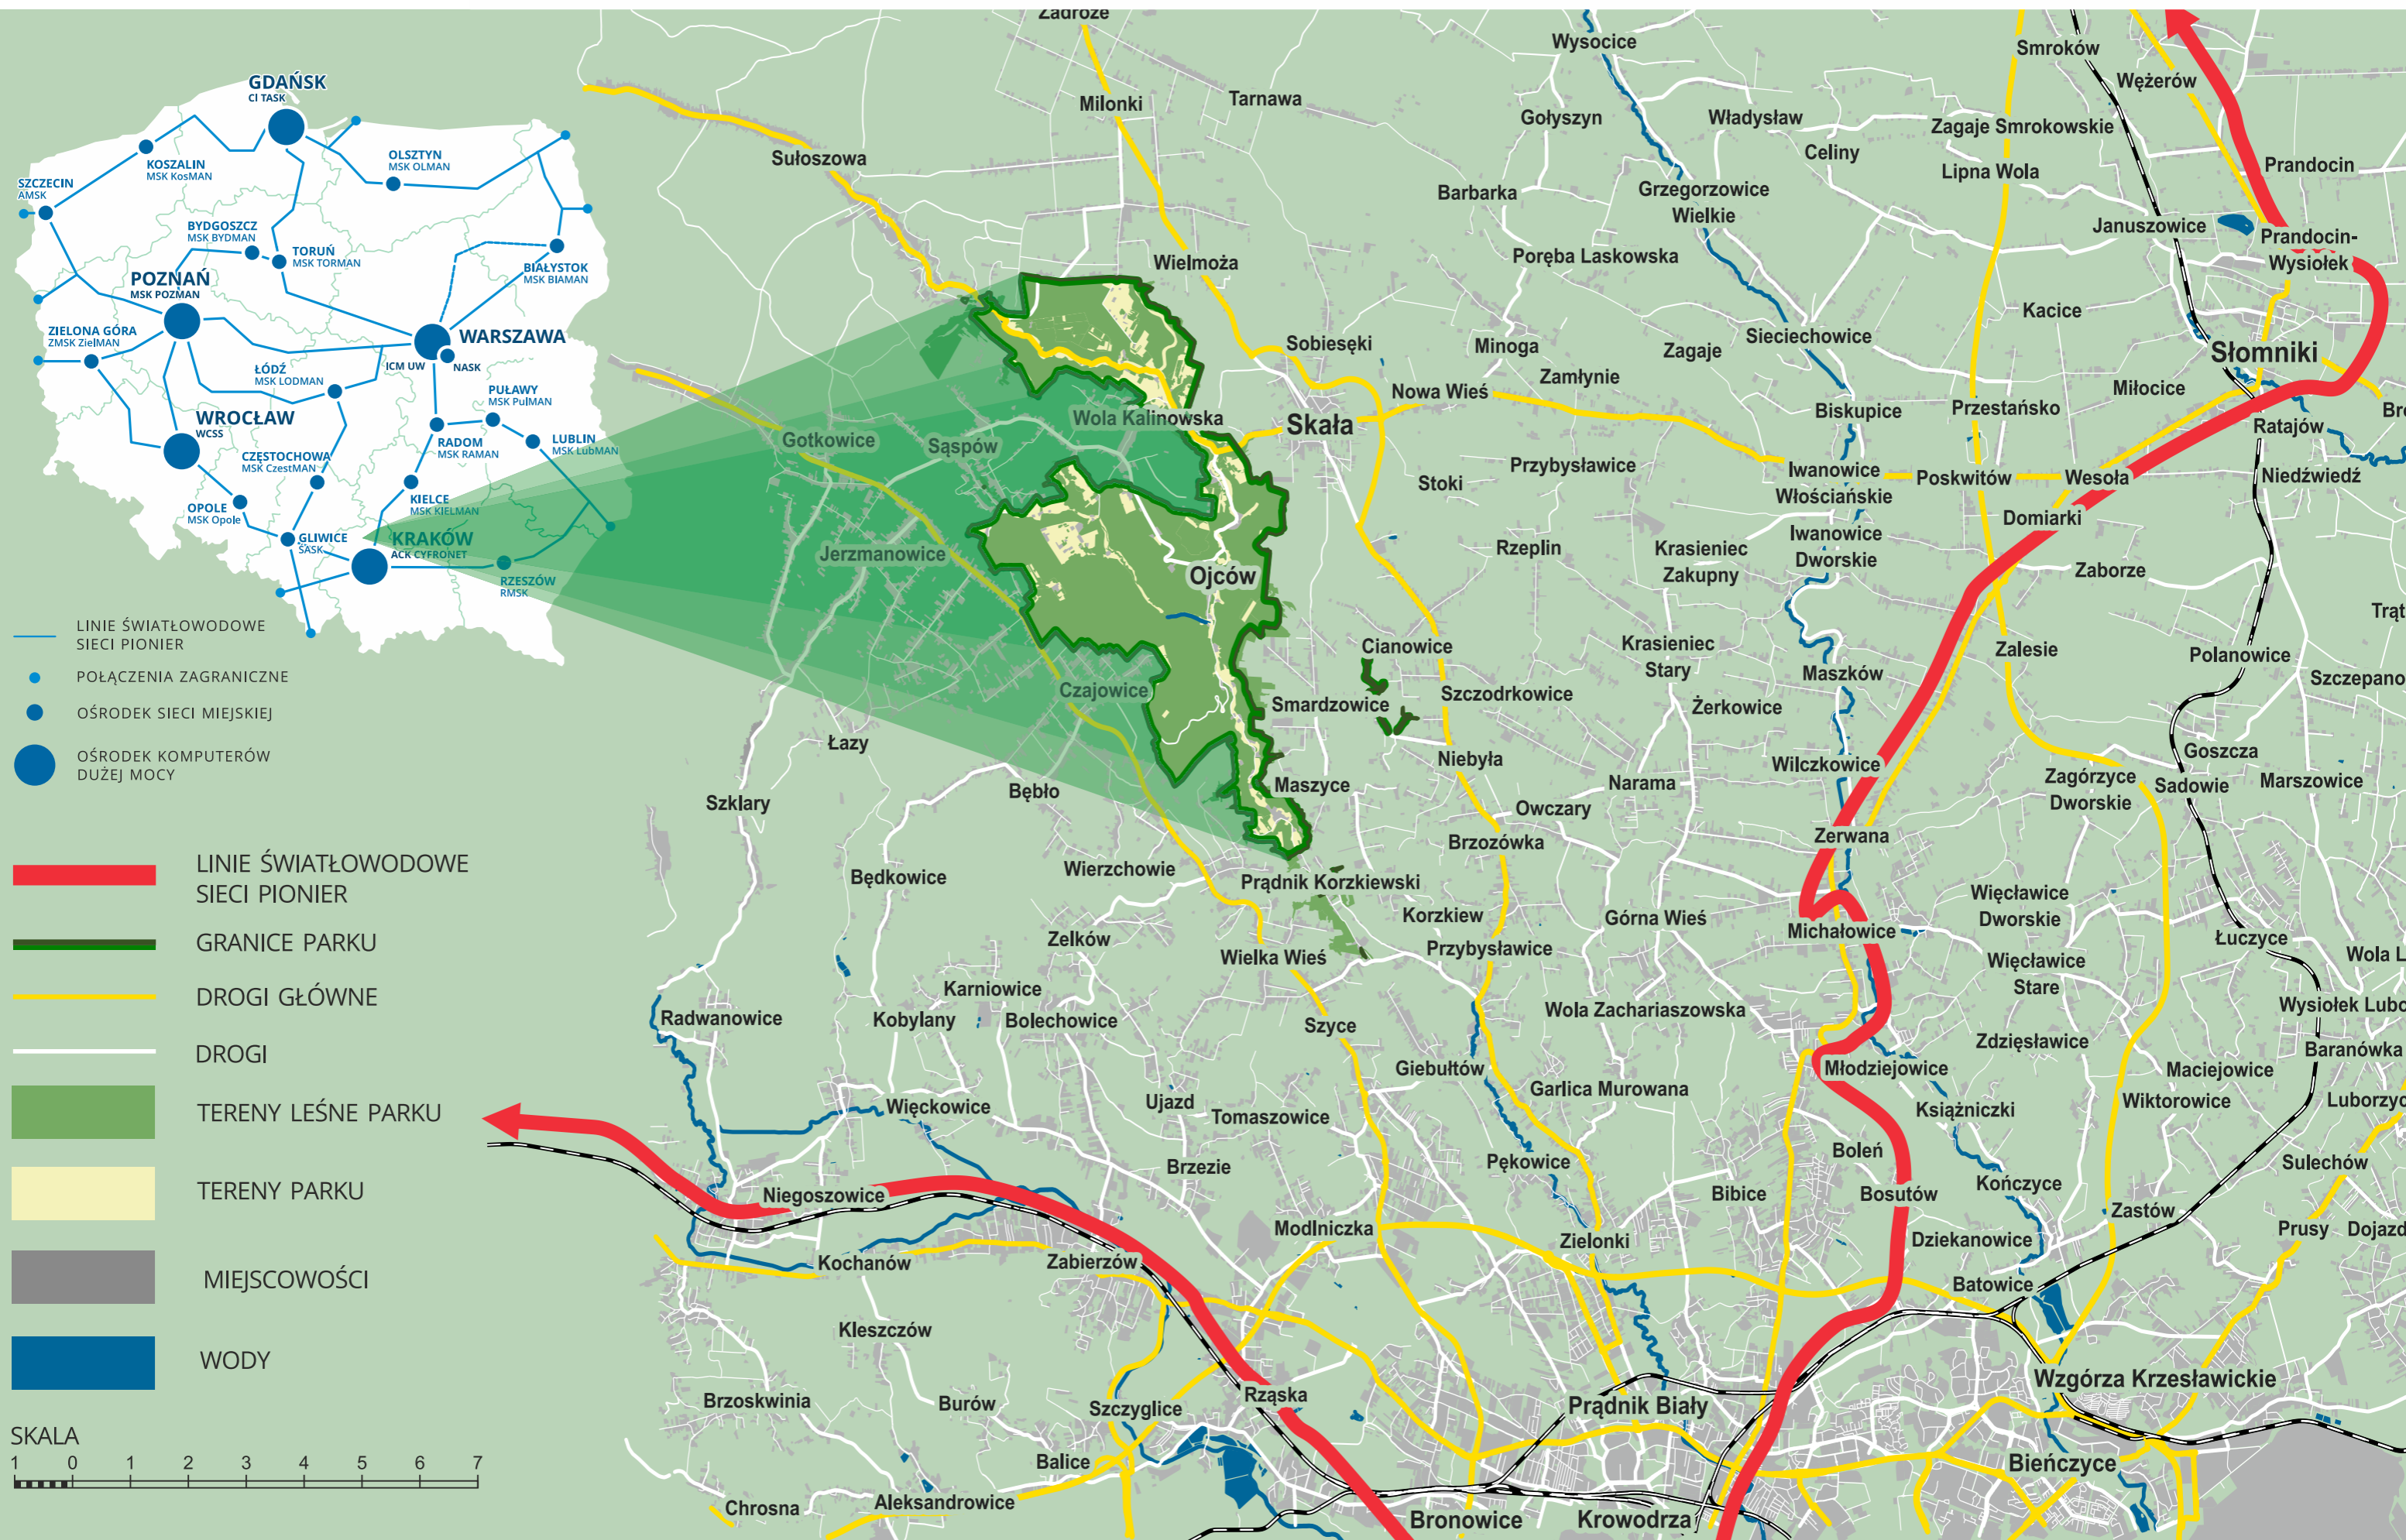 GDAŃSK
CI TASK
KOSZALIN
MSK KosMAN
OLSZTYN
MSK OLMAN
SZCZECIN
AMSK
BYDGOSZCZ
MSK BYDMAN
TORUŃ
MSK TORMAN
BIAŁYSTOK
MSK BIAMAN
POZNAŃ
MSK POZMAN
ZIELONA GÓRA
ZMSK ZielMAN
WARSZAWA
ICM UW
NASK
ŁÓDŹ
MSK LODMAN
PUŁAWY
MSK PulMAN
WROCŁAW
WCSS
RADOM
MSK RAMAN
LUBLIN
MSK LubMAN
CZĘSTOCHOWA
MSK CzestMAN
KIELCE
MSK KIELMAN
OPOLE
MSK Opole
GLIWICE
ŚASK
KRAKÓW
ACK CYFRONET
RZESZÓW
RMSK
LINIE ŚWIATŁOWODOWE
SIECI PIONIER
POŁĄCZENIA ZAGRANICZNE
OŚRODEK SIECI MIEJSKIEJ
OŚRODEK KOMPUTERÓW
DUŻEJ MOCY
LINIE ŚWIATŁOWODOWE
SIECI PIONIER
GRANICE PARKU
DROGI GŁÓWNE
DROGI
TERENY LEŚNE PARKU
TERENY PARKU
MIEJSCOWOŚCI
WODY
SKALA
1 0 1 2 3 4 5 6 7
Zadroże
Wysocice
Smroków
Wężerów
Milonki
Tarnawa
Gołyszyn
Władysław
Zagaje Smrokowskie
Sułoszowa
Celiny
Lipna Wola
Prandocin
Barbarka
Grzegorzowice
Wielkie
Januszowice
Prandocin-
Wysiołek
Wielmoża
Poręba Laskowska
Kacice
Sobiesęki
Minoga
Zagaje
Sieciechowice
Słomniki
Nowa Wieś
Zamłynie
Miłocice
Wola Kalinowska
Skała
Biskupice
Przestańsko
Bre
Ratajów
Gotkowice
Sąspów
Stoki
Przybysławice
Iwanowice
Włościańskie
Poskwitów
Wesoła
Niedźwiedź
Domiarki
Jerzmanowice
Rzeplin
Krasieniec
Zakupny
Iwanowice
Dworskie
Zaborze
Ojców
Trąt
Cianowice
Krasieniec
Stary
Zalesie
Polanowice
Czajowice
Szczodrkowice
Maszków
Szczepano
Smardzowice
Żerkowice
Łazy
Niebyła
Wilczkowice
Goszcza
Bębło
Maszyce
Narama
Zagórzyce
Dworskie
Sadowie
Marszowice
Szklary
Owczary
Zerwana
Wierzchowie
Brzozówka
Będkowice
Prądnik Korzkiewski
Więcławice
Dworskie
Korzkiew
Górna Wieś
Michałowice
Zelków
Wielka Wieś
Przybysławice
Łuczyce
Wola L
Więcławice
Stare
Karniowice
Radwanowice
Kobylany
Bolechowice
Szyce
Wola Zachariaszowska
Wysiołek Lubo
Zdzięsławice
Baranówka
Giebułtów
Młodziejowice
Maciejowice
Garlica Murowana
Więckowice
Ujazd
Tomaszowice
Książniczki
Wiktorowice
Luborzyc
Brzezie
Pękowice
Boleń
Sulechów
Niegoszowice
Bibice
Bosutów
Kończyce
Zastów
Modlniczka
Zielonki
Dziekanowice
Prusy
Dojazd
Kochanów
Zabierzów
Batowice
Kleszczów
Brzoskwinia
Burów
Szczyglice
Rząska
Prądnik Biały
Wzgórza Krzesławickie
Balice
Bieńczyce
Chrosna
Aleksandrowice
Bronowice
Krowodrza